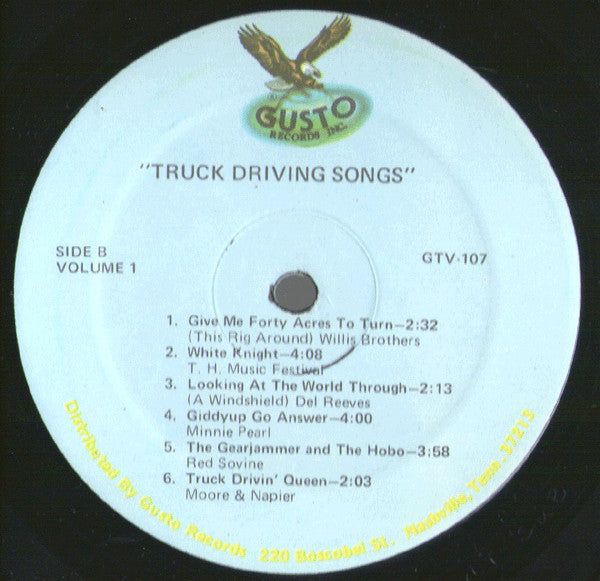 GUSTO
RECORDS INC.
"TRUCK DRIVING SONGS"
SIDE B
VOLUME 1
GTV-107
1. Give Me Forty Acres To Turn—2:32
(This Rig Around) Willis Brothers
2. White Knight—4:08
T. H. Music Festival
3. Looking At The World Through—2:13
(A Windshield) Del Reeves
4. Giddyup Go Answer—4:00
Minnie Pearl
5. The Gearjammer and The Hobo—3:58
Red Sovine
6. Truck Drivin' Queen—2:03
Moore & Napier
Distributed By Gusto Records 220 Boscobel St. Nashville, Tenn. 37213